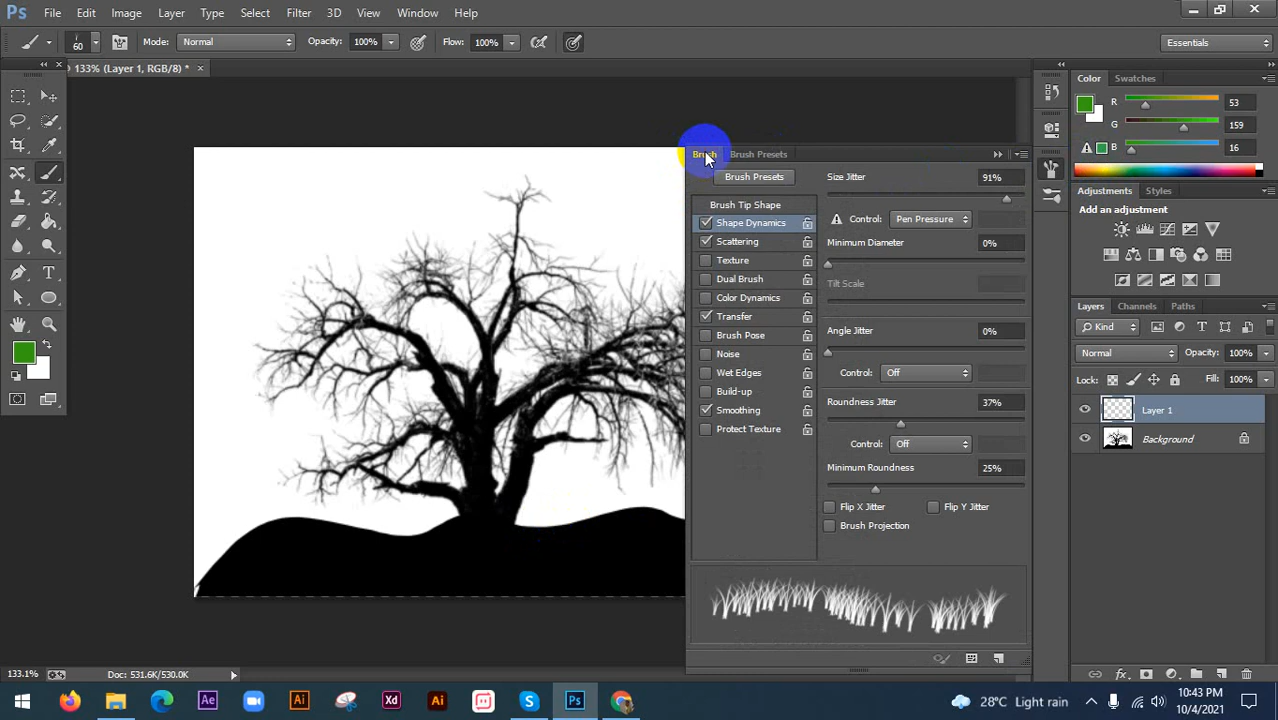 Ps File Edit Image Layer Type Select Filter 3D View Window Help
60 Mode: Normal Opacity: 100% Flow: 100% Essentials
133% (Layer 1, RGB/8) * ×
Color Swatches
R 53
G 159
B 16
Adjustments Styles
Add an adjustment
Layers Channels Paths
Kind
Normal Opacity: 100%
Lock: Fill: 100%
Layer 1
Background
Brush Brush Presets
Brush Presets
Brush Tip Shape
Shape Dynamics
Scattering
Texture
Dual Brush
Color Dynamics
Transfer
Brush Pose
Noise
Wet Edges
Build-up
Smoothing
Protect Texture
Size Jitter 91%
Control: Pen Pressure
Minimum Diameter 0%
Tilt Scale
Angle Jitter 0%
Control: Off
Roundness Jitter 37%
Control: Off
Minimum Roundness 25%
Flip X Jitter Flip Y Jitter
Brush Projection
133.1% Doc: 531.6K/530.0K
Ae Ai Xd Ai S Ps
28°C Light rain
10:43 PM
10/4/2021